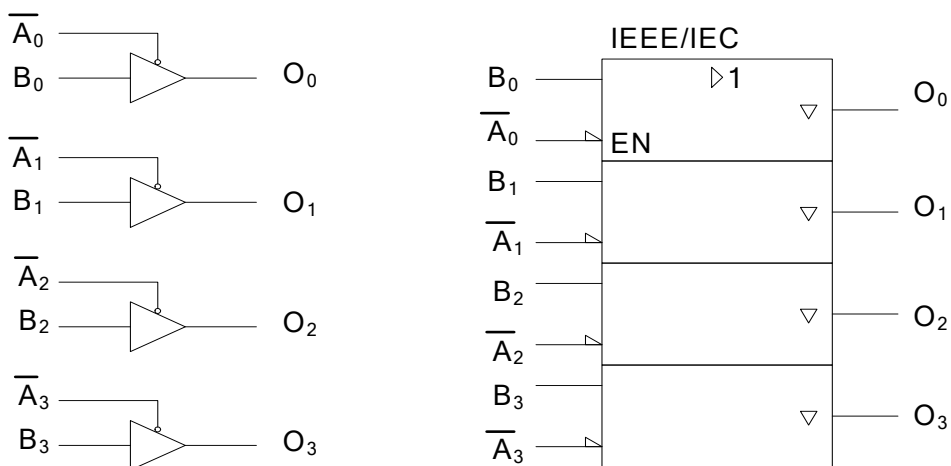 A̅₀
B₀ O₀
A̅₁
B₁ O₁
A̅₂
B₂ O₂
A̅₃
B₃ O₃
IEEE/IEC
B₀ 1 O₀
A̅₀ EN
B₁ O₁
A̅₁
B₂ O₂
A̅₂
B₃ O₃
A̅₃